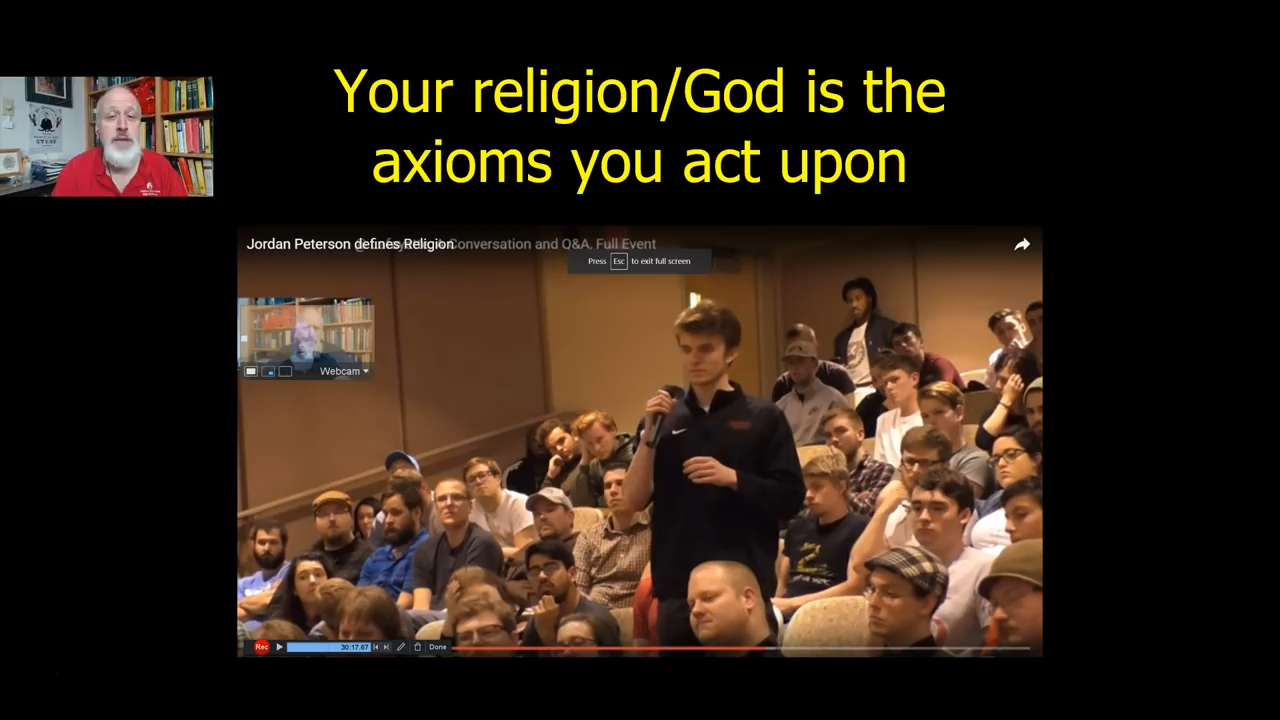 Your religion/God is the
axioms you act upon
Jordan Peterson defines Religion
Conversation and Q&A. Full Event
Press Esc to exit full screen
Webcam
Rec
30:17.67
Done